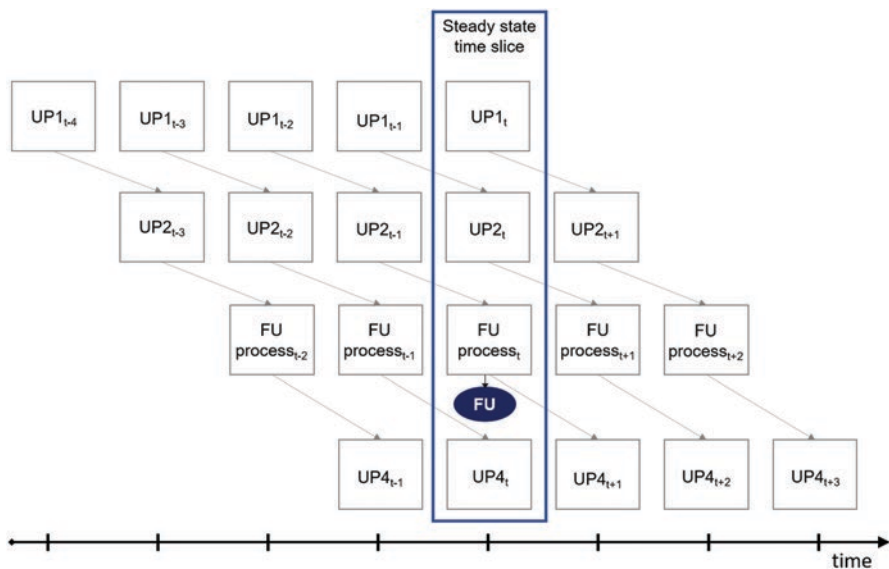 Steady state
time slice
UP1t-4
UP1t-3
UP1t-2
UP1t-1
UP1t
UP2t-3
UP2t-2
UP2t-1
UP2t
UP2t+1
FU
processt-2
FU
processt-1
FU
processt
FU
processt+1
FU
processt+2
FU
UP4t-1
UP4t
UP4t+1
UP4t+2
UP4t+3
time